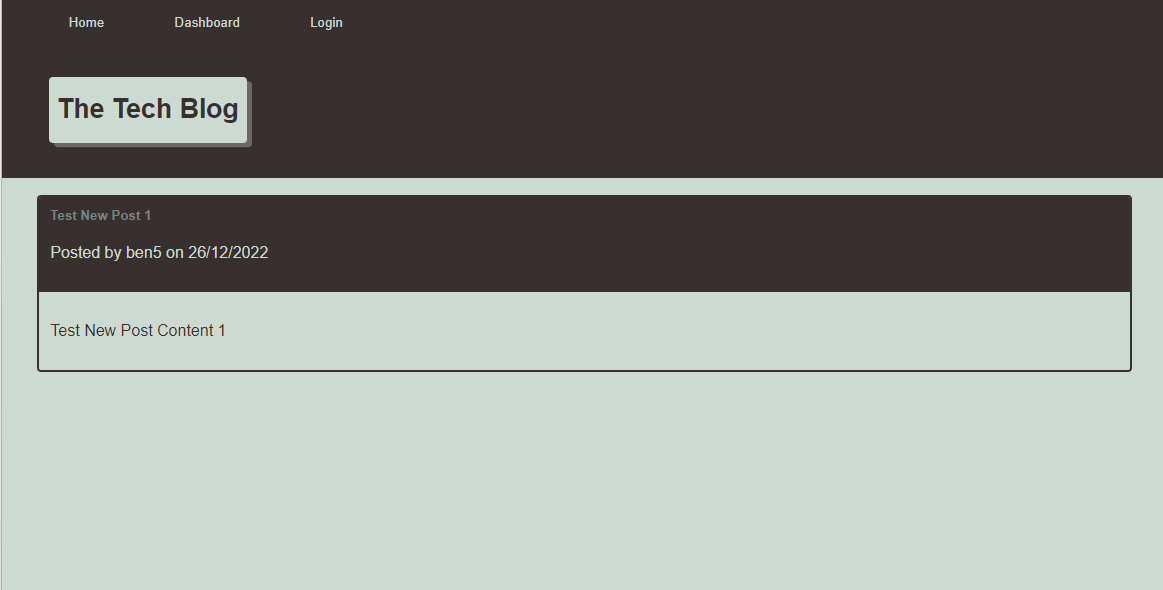 Home Dashboard Login
The Tech Blog
Test New Post 1
Posted by ben5 on 26/12/2022
Test New Post Content 1